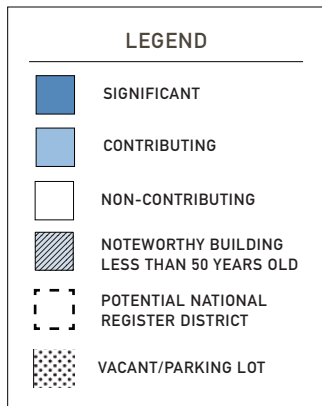 LEGEND
SIGNIFICANT
CONTRIBUTING
NON-CONTRIBUTING
NOTEWORTHY BUILDING
LESS THAN 50 YEARS OLD
POTENTIAL NATIONAL
REGISTER DISTRICT
VACANT/PARKING LOT